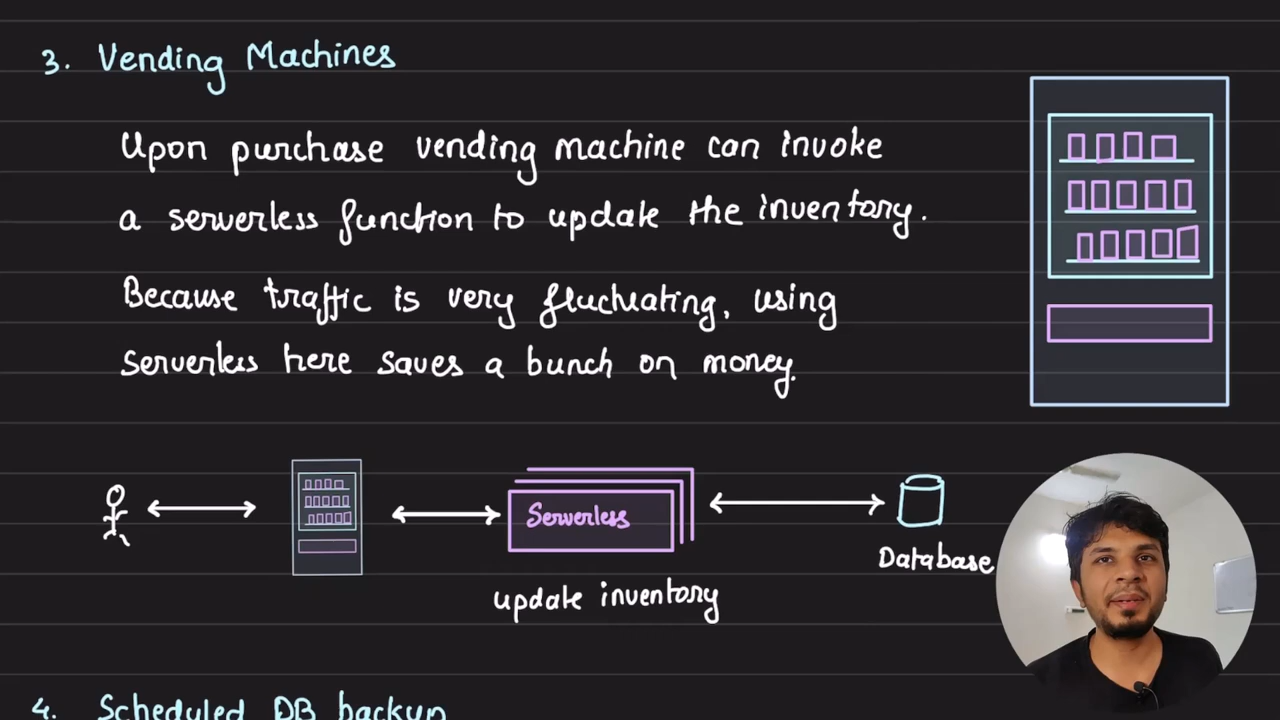 3. Vending Machines
Upon purchase vending machine can invoke
a serverless function to update the inventory.
Because traffic is very fluctuating, using
Serverless here saves a bunch on money.
Serverless
Database
update inventory
4. Scheduled DB backup